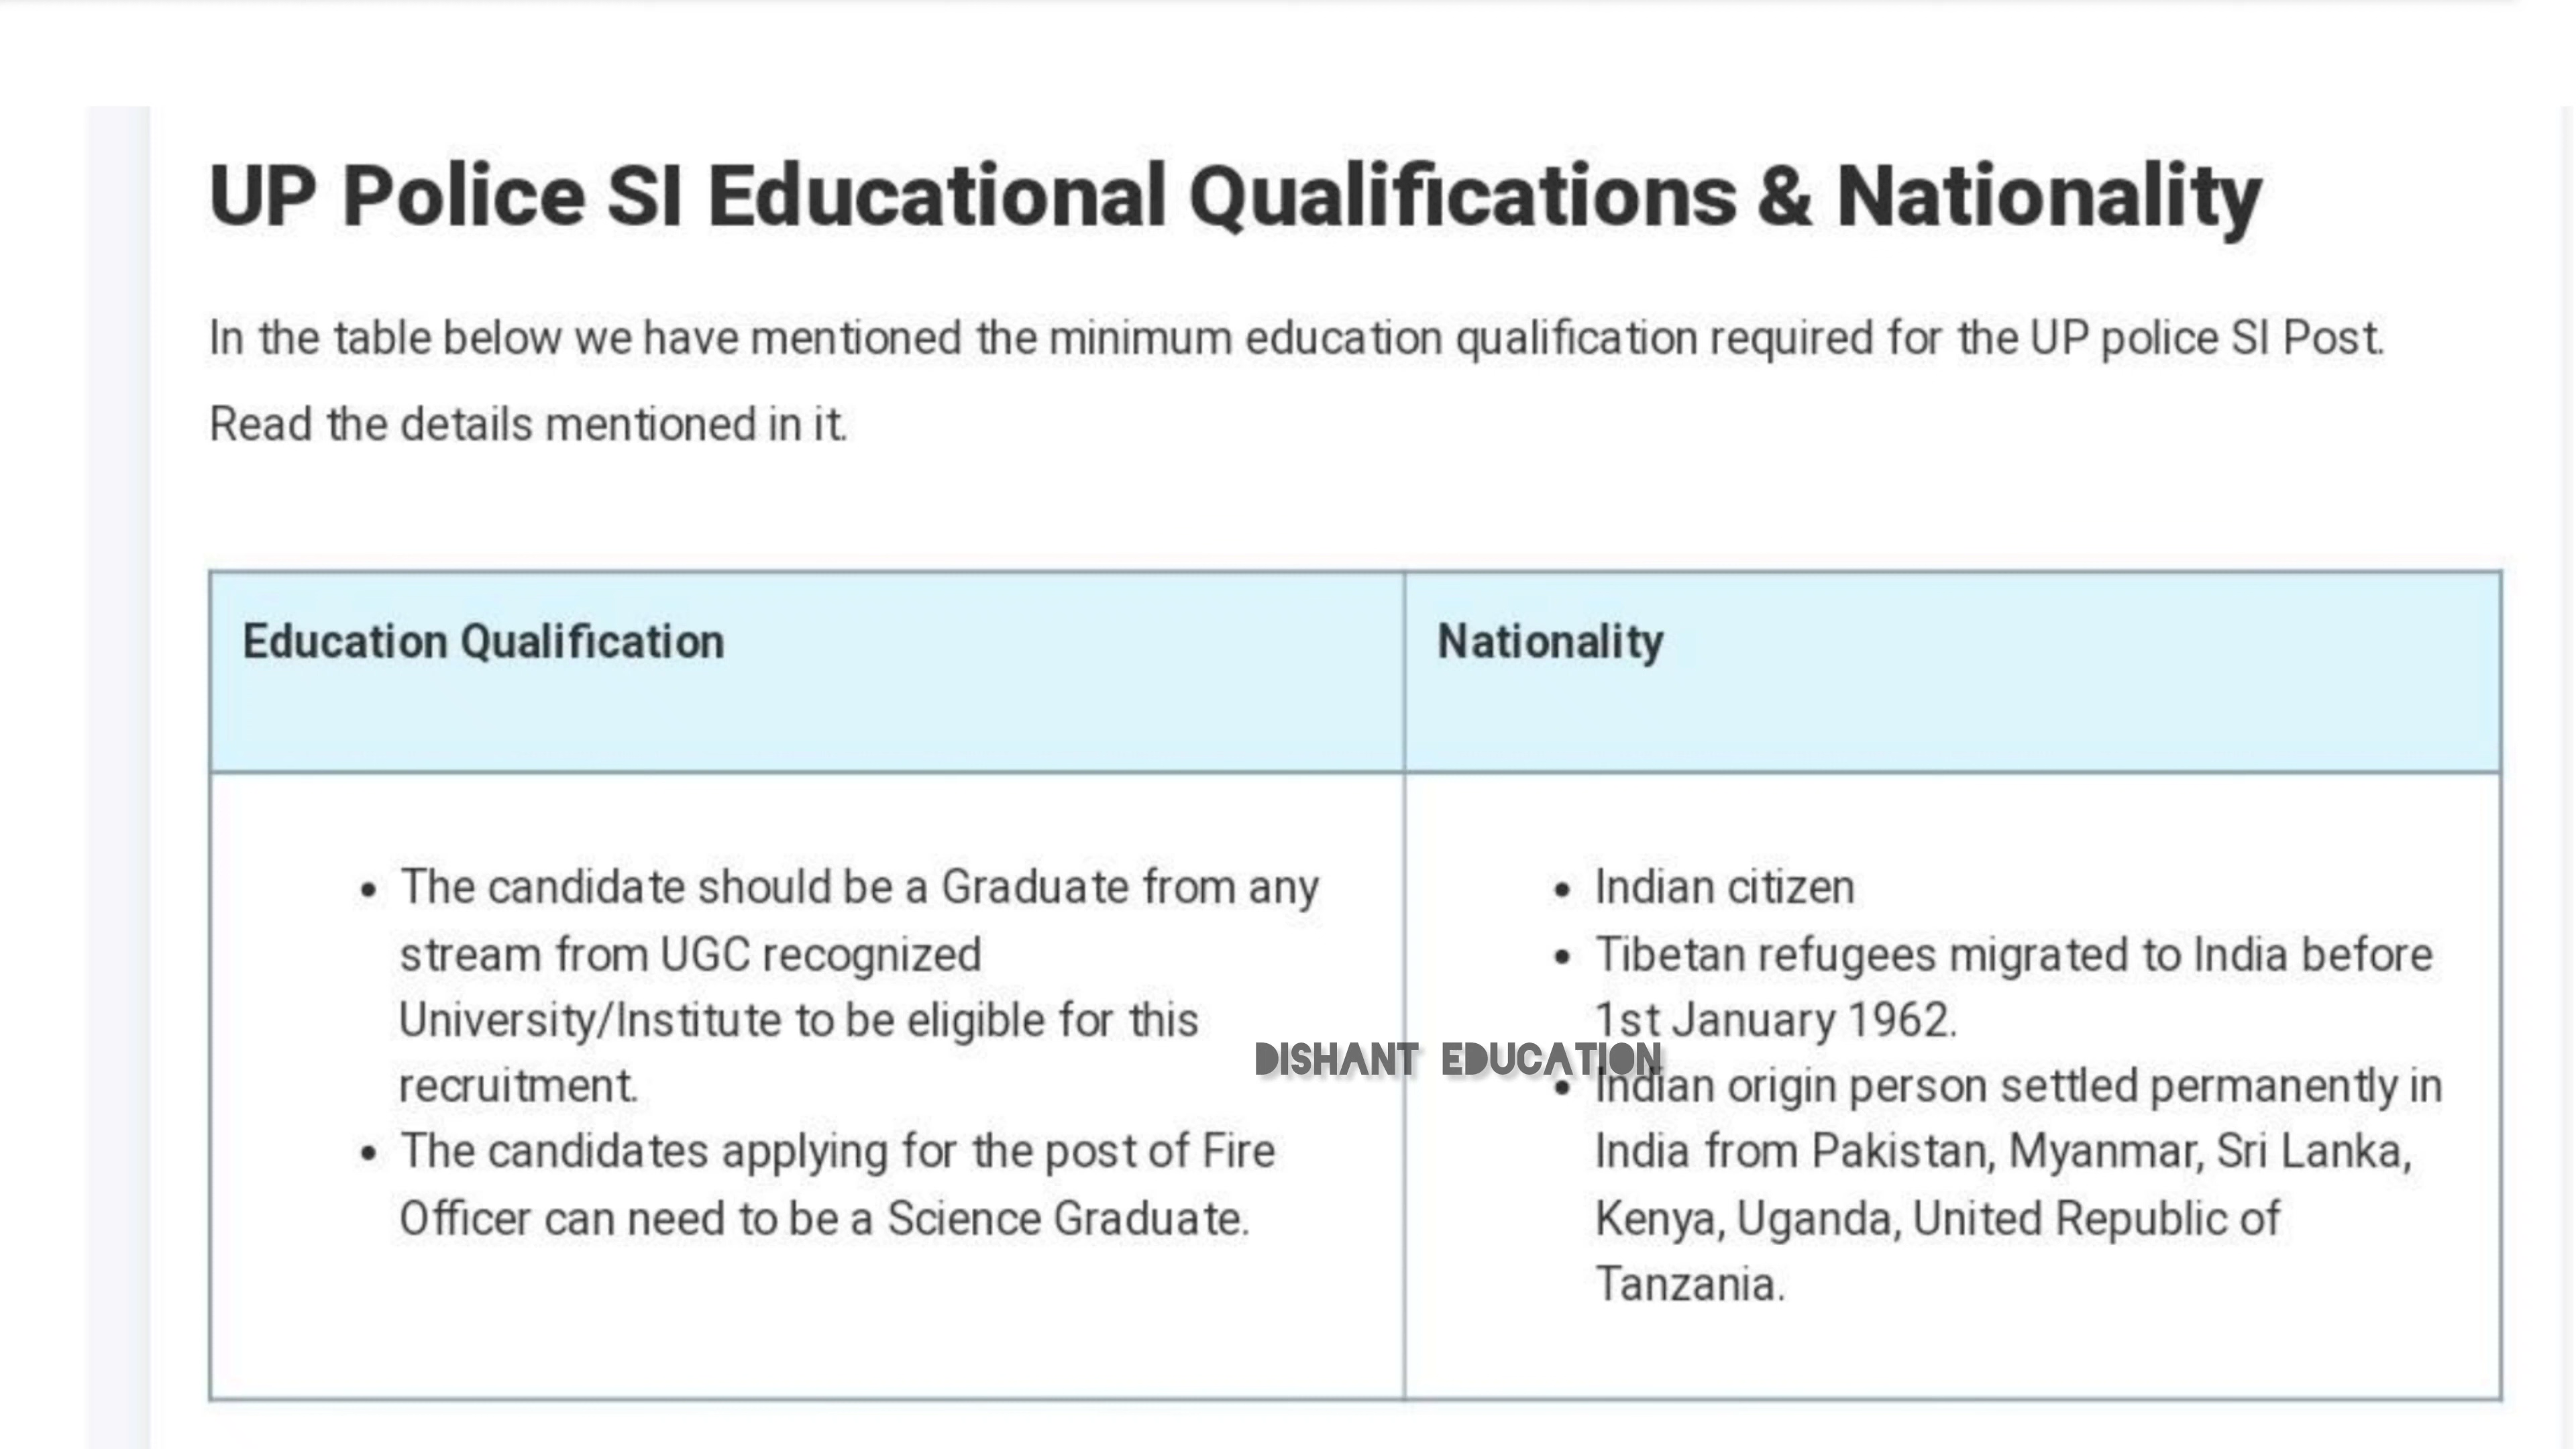 UP Police SI Educational Qualifications & Nationality
In the table below we have mentioned the minimum education qualification required for the UP police SI Post.
Read the details mentioned in it.
Education Qualification
Nationality
• The candidate should be a Graduate from any
stream from UGC recognized
University/Institute to be eligible for this
recruitment.
• The candidates applying for the post of Fire
Officer can need to be a Science Graduate.
• Indian citizen
• Tibetan refugees migrated to India before
1st January 1962.
• Indian origin person settled permanently in
India from Pakistan, Myanmar, Sri Lanka,
Kenya, Uganda, United Republic of
Tanzania.
DISHANT EDUCATION